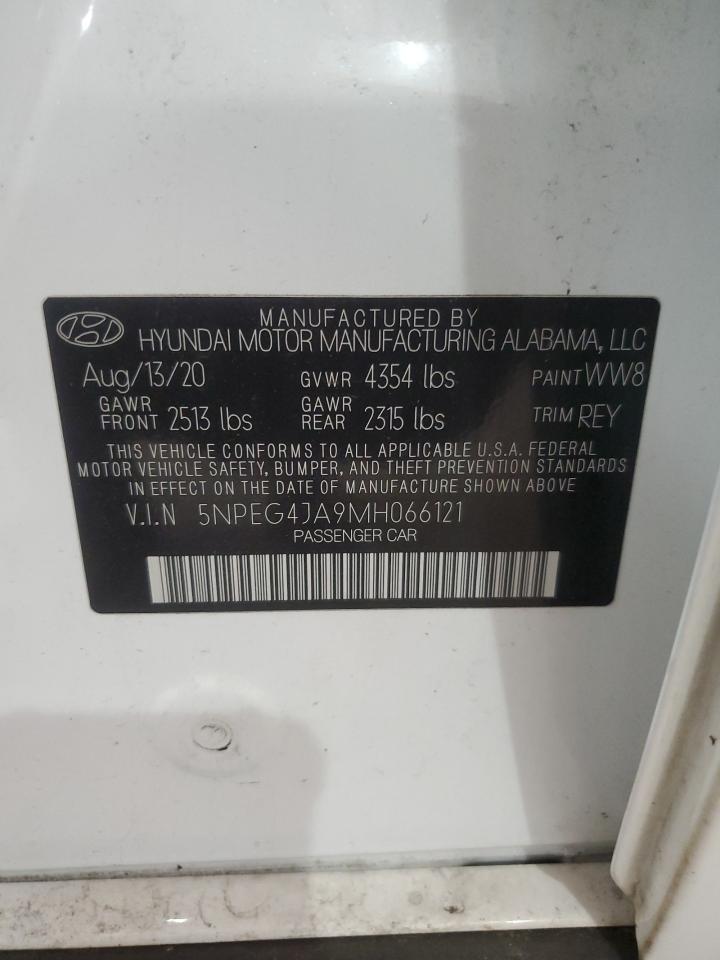 MANUFACTURED BY
HYUNDAI MOTOR MANUFACTURING ALABAMA, LLC
Aug/13/20 GVWR 4354 lbs PAINT WW8
GAWR FRONT 2513 lbs GAWR REAR 2315 lbs TRIM REY
THIS VEHICLE CONFORMS TO ALL APPLICABLE U.S.A. FEDERAL
MOTOR VEHICLE SAFETY, BUMPER, AND THEFT PREVENTION STANDARDS
IN EFFECT ON THE DATE OF MANUFACTURE SHOWN ABOVE
V.I.N 5NPEG4JA9MH066121
PASSENGER CAR